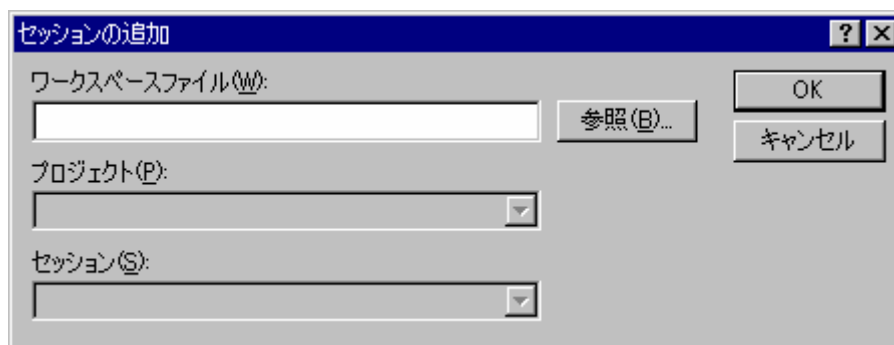 セッションの追加
ワークスペースファイル(W):
参照(B)...
OK
キャンセル
プロジェクト(P):
セッション(S):